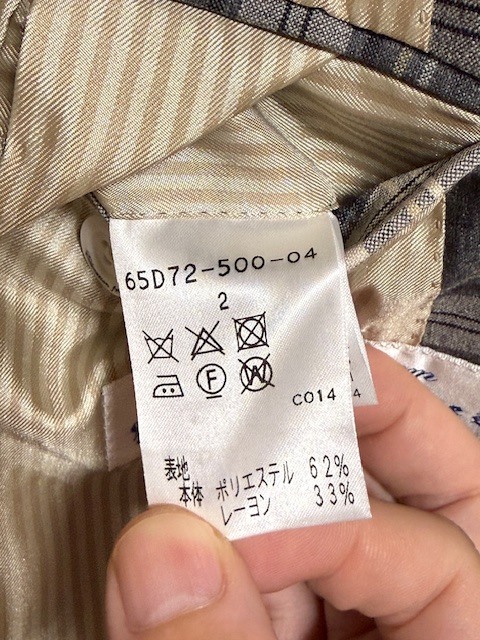 65D72-500-04
2
F W
C014 4
表地
本体 ポリエステル 62%
レーヨン 33%